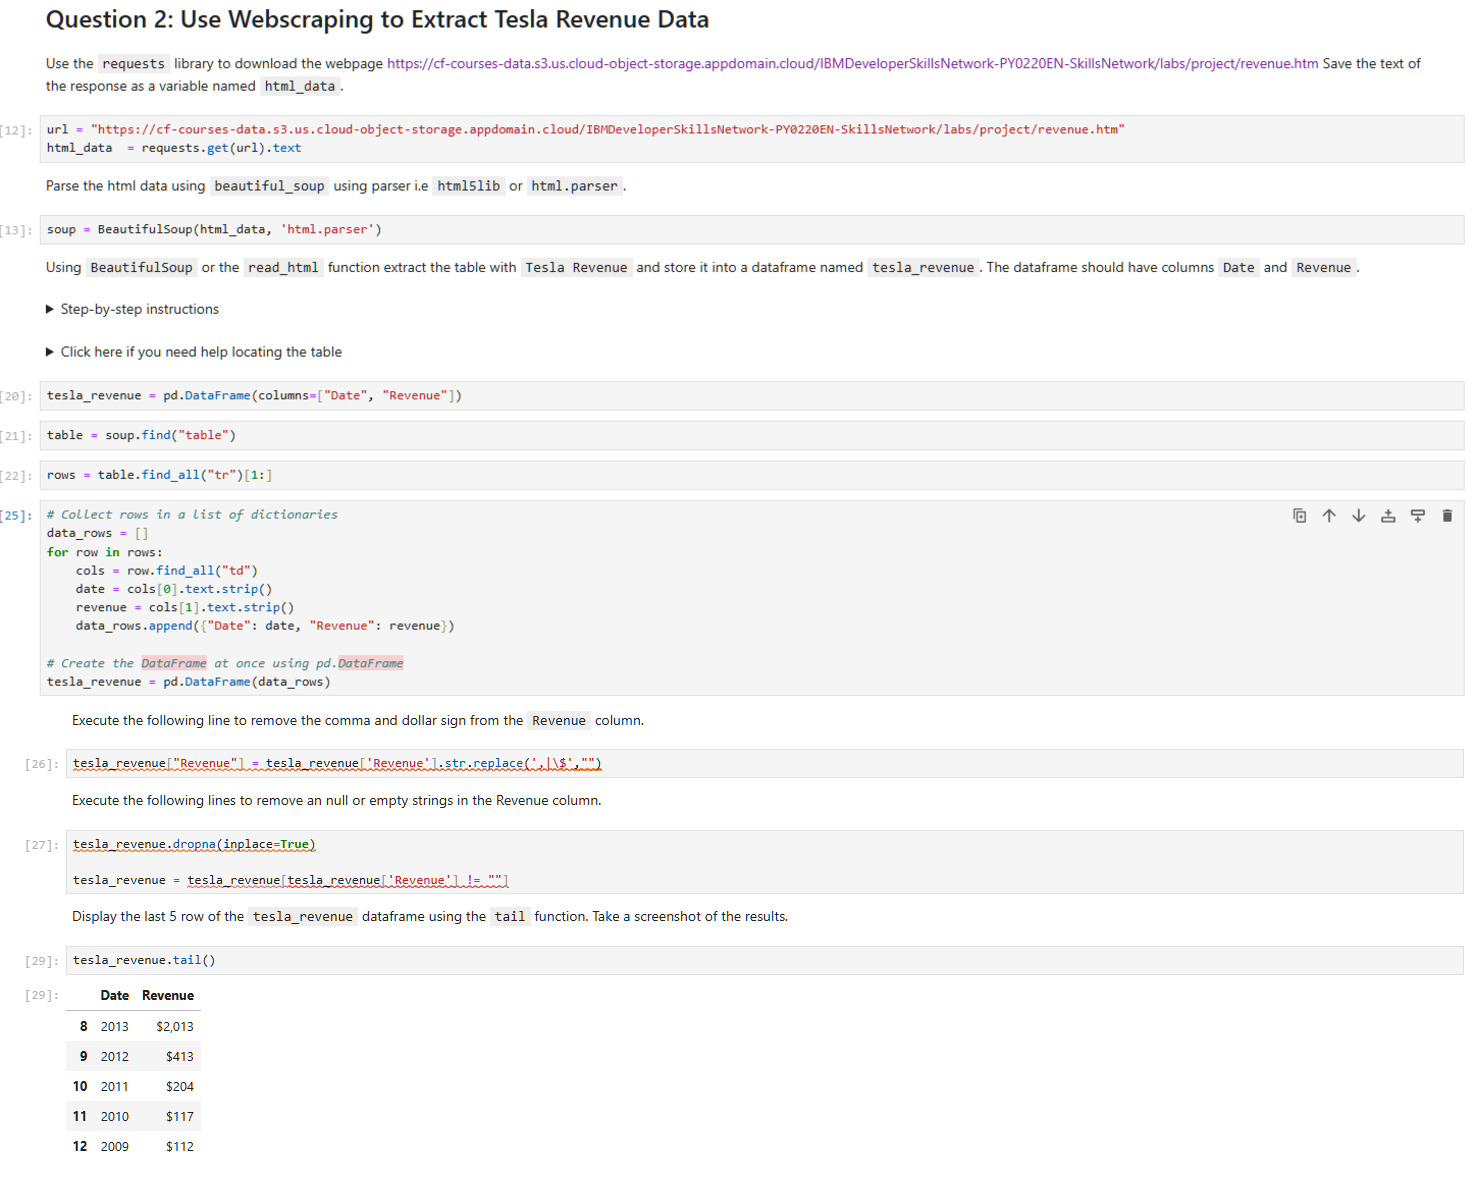 Question 2: Use Webscraping to Extract Tesla Revenue Data
Use the requests library to download the webpage https://cf-courses-data.s3.us.cloud-object-storage.appdomain.cloud/IBMDeveloperSkillsNetwork-PY0220EN-SkillsNetwork/labs/project/revenue.htm Save the text of
the response as a variable named html_data.
[12]: url = "https://cf-courses-data.s3.us.cloud-object-storage.appdomain.cloud/IBMDeveloperSkillsNetwork-PY0220EN-SkillsNetwork/labs/project/revenue.htm"
html_data  = requests.get(url).text
Parse the html data using beautiful_soup using parser i.e html5lib or html.parser.
[13]: soup = BeautifulSoup(html_data, 'html.parser')
Using BeautifulSoup or the read_html function extract the table with Tesla Revenue and store it into a dataframe named tesla_revenue. The dataframe should have columns Date and Revenue.
▶ Step-by-step instructions
▶ Click here if you need help locating the table
[20]: tesla_revenue = pd.DataFrame(columns=["Date", "Revenue"])
[21]: table = soup.find("table")
[22]: rows = table.find_all("tr")[1:]
[25]: # Collect rows in a list of dictionaries
data_rows = []
for row in rows:
    cols = row.find_all("td")
    date = cols[0].text.strip()
    revenue = cols[1].text.strip()
    data_rows.append({"Date": date, "Revenue": revenue})
# Create the DataFrame at once using pd.DataFrame
tesla_revenue = pd.DataFrame(data_rows)
Execute the following line to remove the comma and dollar sign from the Revenue column.
[26]: tesla_revenue["Revenue"] = tesla_revenue['Revenue'].str.replace(',|\$',"")
Execute the following lines to remove an null or empty strings in the Revenue column.
[27]: tesla_revenue.dropna(inplace=True)
tesla_revenue = tesla_revenue[tesla_revenue['Revenue'] != ""]
Display the last 5 row of the tesla_revenue dataframe using the tail function. Take a screenshot of the results.
[29]: tesla_revenue.tail()
[29]: Date Revenue
8 2013 $2,013
9 2012 $413
10 2011 $204
11 2010 $117
12 2009 $112